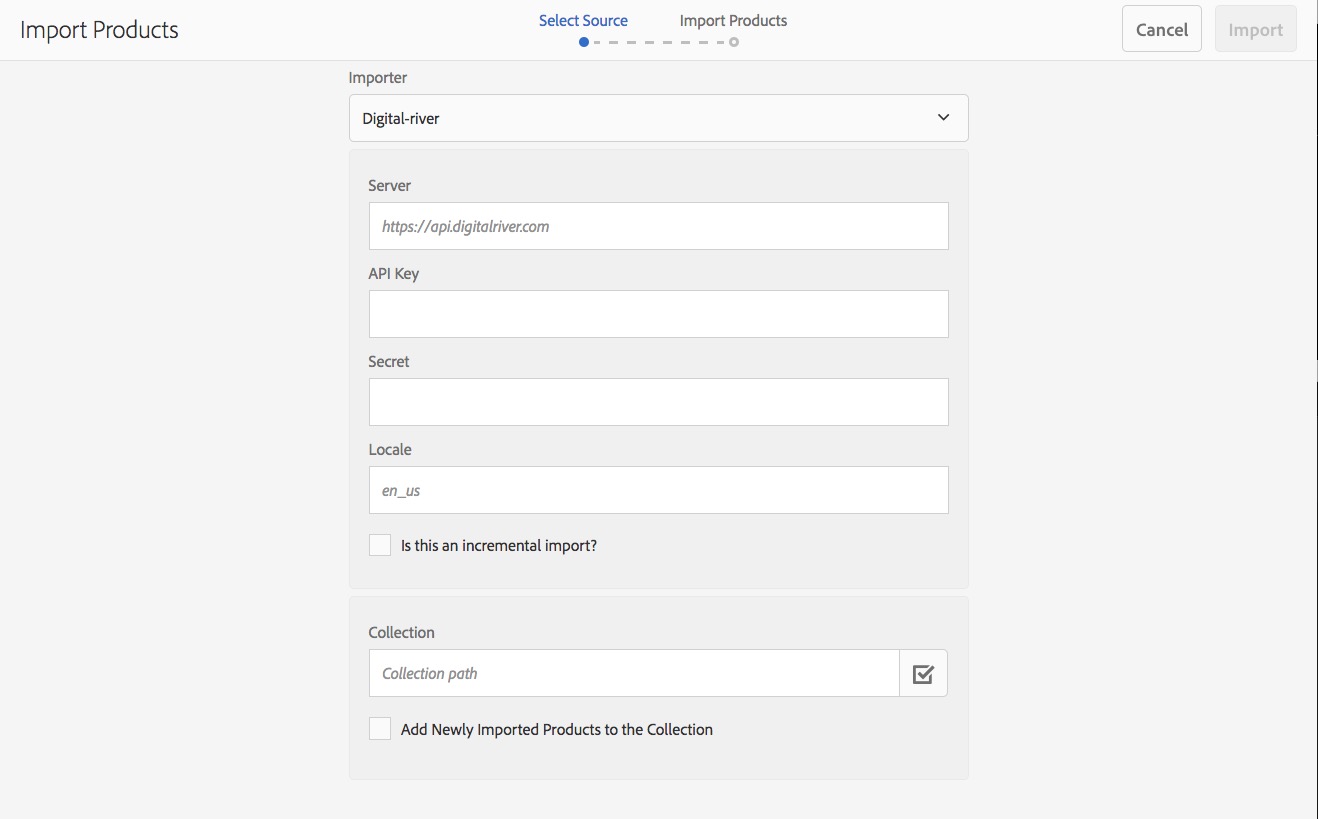 Import Products
Select Source
Import Products
Cancel
Import
Importer
Digital-river
Server
https://api.digitalriver.com
API Key
Secret
Locale
en_us
Is this an incremental import?
Collection
Collection path
Add Newly Imported Products to the Collection